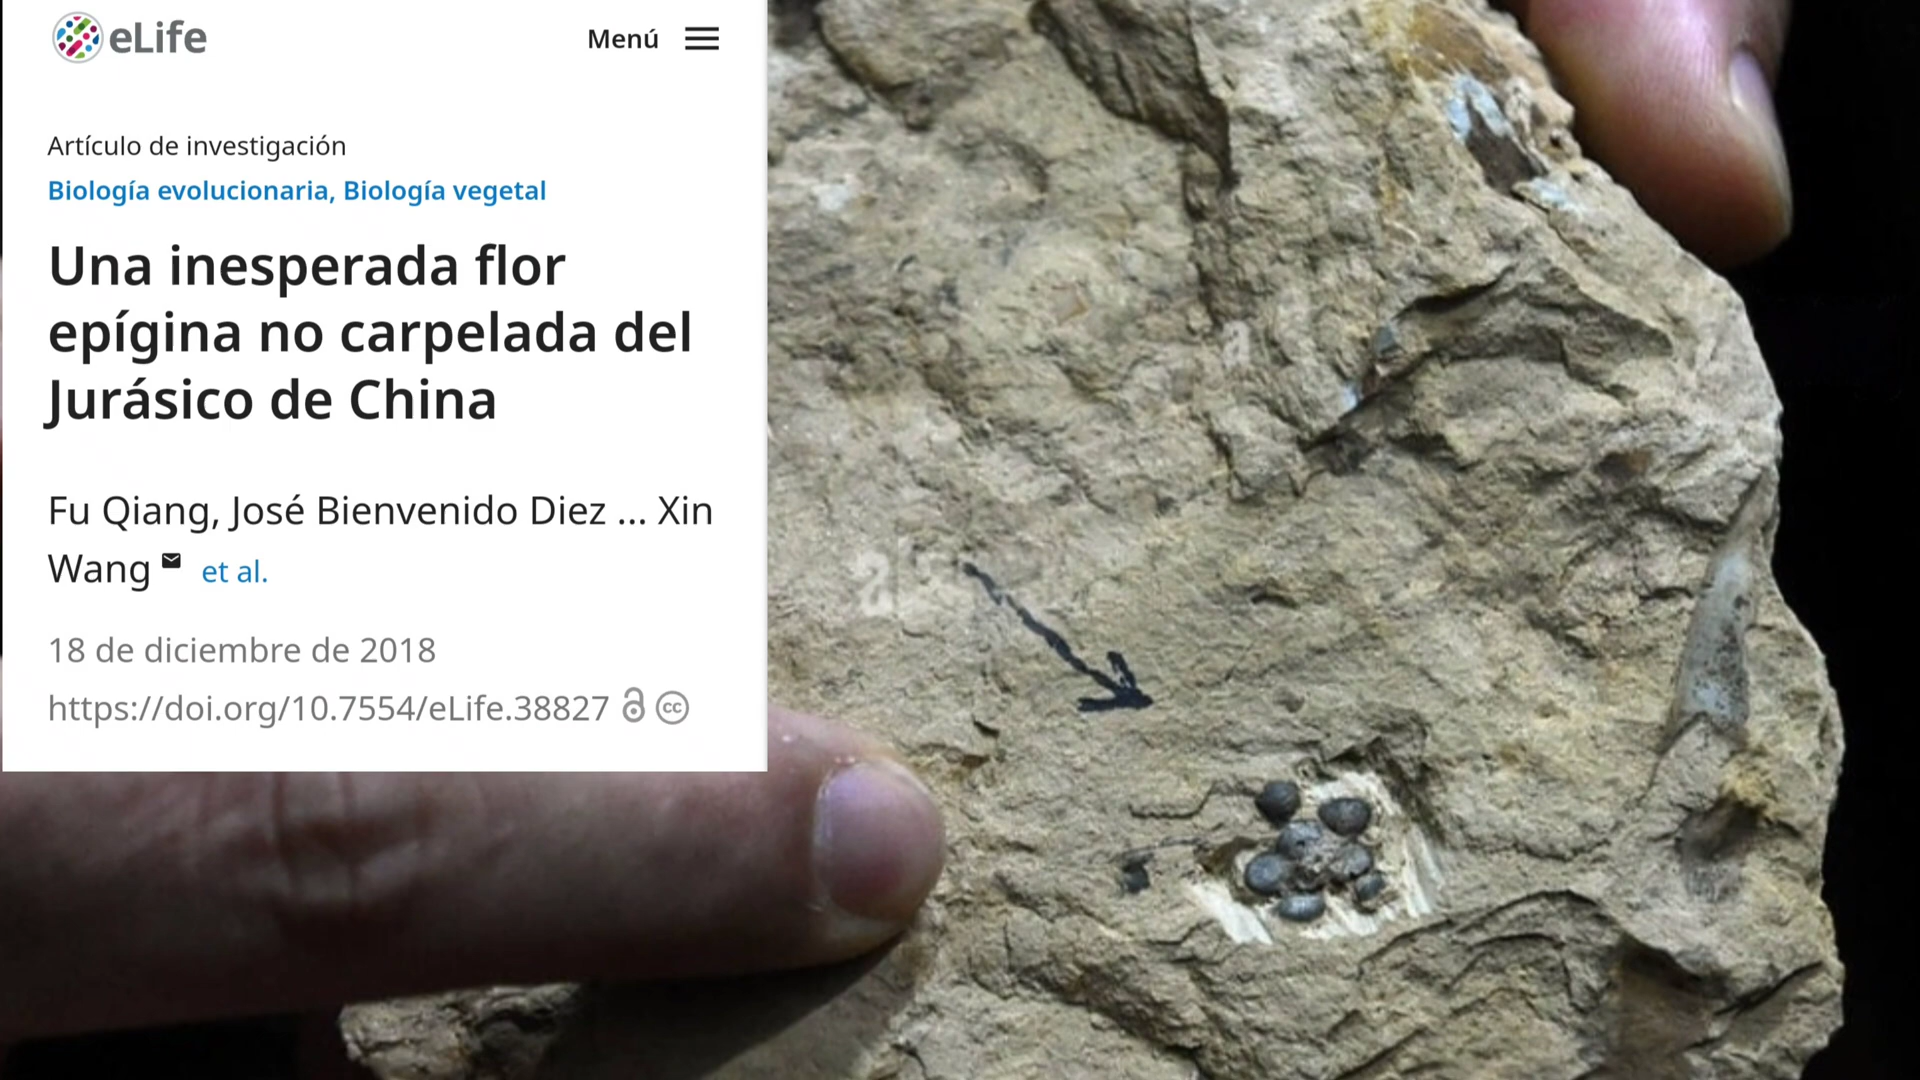 eLife
Menú
Artículo de investigación
Biología evolucionaria, Biología vegetal
Una inesperada flor
epígina no carpelada del
Jurásico de China
Fu Qiang, José Bienvenido Diez ... Xin
Wang et al.
18 de diciembre de 2018
https://doi.org/10.7554/eLife.38827